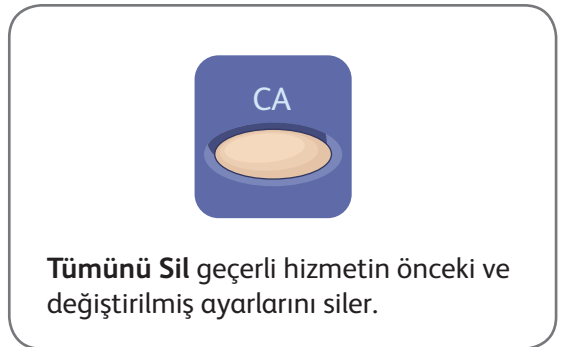 CA
Tümünü Sil geçerli hizmetin önceki ve
değiştirilmiş ayarlarını siler.